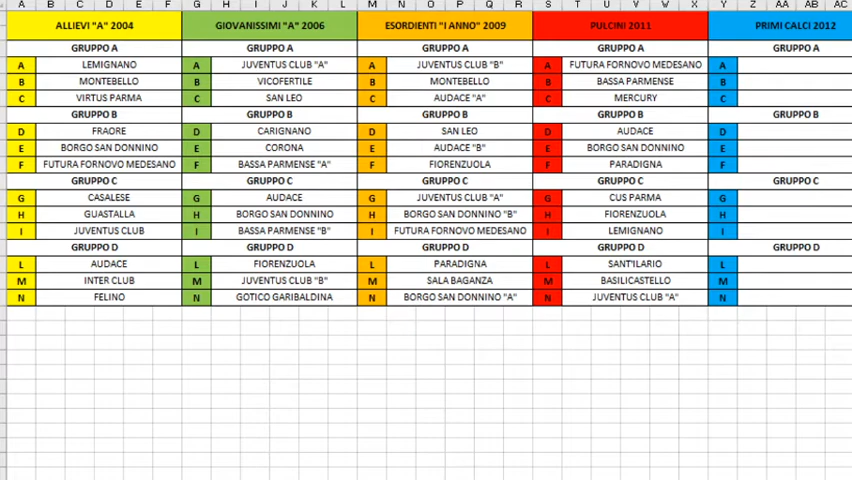 A B C D E F G H I J K L M N O P Q R S T U V W X Y Z AA AB AC
ALLIEVI "A" 2004 GIOVANISSIMI "A" 2006 ESORDIENTI "I ANNO" 2009 PULCINI 2011 PRIMI CALCI 2012
GRUPPO A GRUPPO A GRUPPO A GRUPPO A GRUPPO A
A LEMIGNANO A JUVENTUS CLUB "A" A JUVENTUS CLUB "B" A FUTURA FORNOVO MEDESANO A
B MONTEBELLO B VICOFERTILE B MONTEBELLO B BASSA PARMENSE B
C VIRTUS PARMA C SAN LEO C AUDACE "A" C MERCURY C
GRUPPO B GRUPPO B GRUPPO B GRUPPO B GRUPPO B
D FRAORE D CARIGNANO D SAN LEO D AUDACE D
E BORGO SAN DONNINO E CORONA E AUDACE "B" E BORGO SAN DONNINO E
F FUTURA FORNOVO MEDESANO F BASSA PARMENSE "A" F FIORENZUOLA F PARADIGNA F
GRUPPO C GRUPPO C GRUPPO C GRUPPO C GRUPPO C
G CASALESE G AUDACE G JUVENTUS CLUB "A" G CUS PARMA G
H GUASTALLA H BORGO SAN DONNINO H BORGO SAN DONNINO "B" H FIORENZUOLA H
I JUVENTUS CLUB I BASSA PARMENSE "B" I FUTURA FORNOVO MEDESANO I LEMIGNANO I
GRUPPO D GRUPPO D GRUPPO D GRUPPO D GRUPPO D
L AUDACE L FIORENZUOLA L PARADIGNA L SANT'ILARIO L
M INTER CLUB M JUVENTUS CLUB "B" M SALA BAGANZA M BASILICASTELLO M
N FELINO N GOTICO GARIBALDINA N BORGO SAN DONNINO "A" N JUVENTUS CLUB "A" N